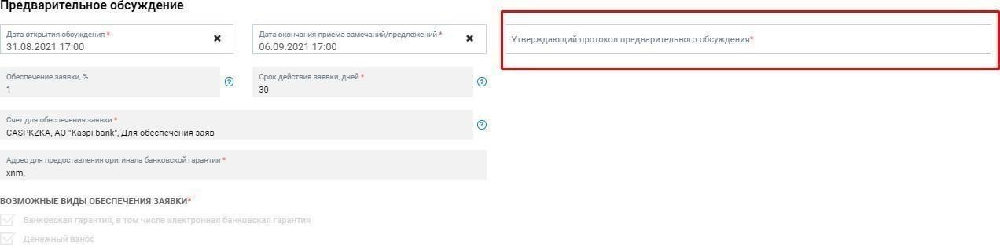 Предварительное обсуждение
Дата открытия обсуждения *
31.08.2021 17:00
Дата окончания приема замечаний/предложений *
06.09.2021 17:00
Утверждающий протокол предварительного обсуждения*
Обеспечение заявки, %
1
Срок действия заявки, дней *
30
Счет для обеспечения заявки *
CASPKZKA, АО "Kaspi bank", Для обеспечения заяв
Адрес для предоставления оригинала банковской гарантии *
xnm,
ВОЗМОЖНЫЕ ВИДЫ ОБЕСПЕЧЕНИЯ ЗАЯВКИ*
Банковская гарантия, в том числе электронная банковская гарантия
Денежный взнос